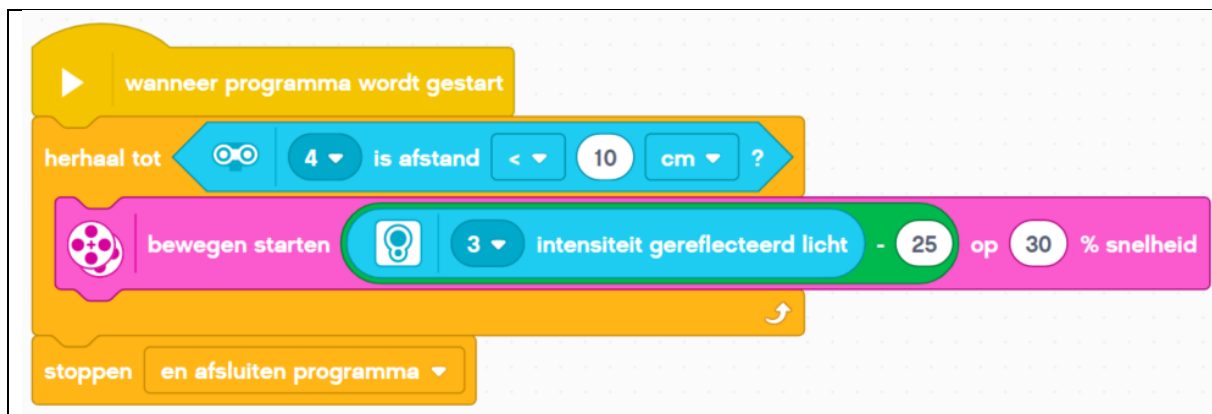 wanneer programma wordt gestart
herhaal tot 4 is afstand < 10 cm ?
bewegen starten 3 intensiteit gereflecteerd licht - 25 op 30 % snelheid
stoppen en afsluiten programma